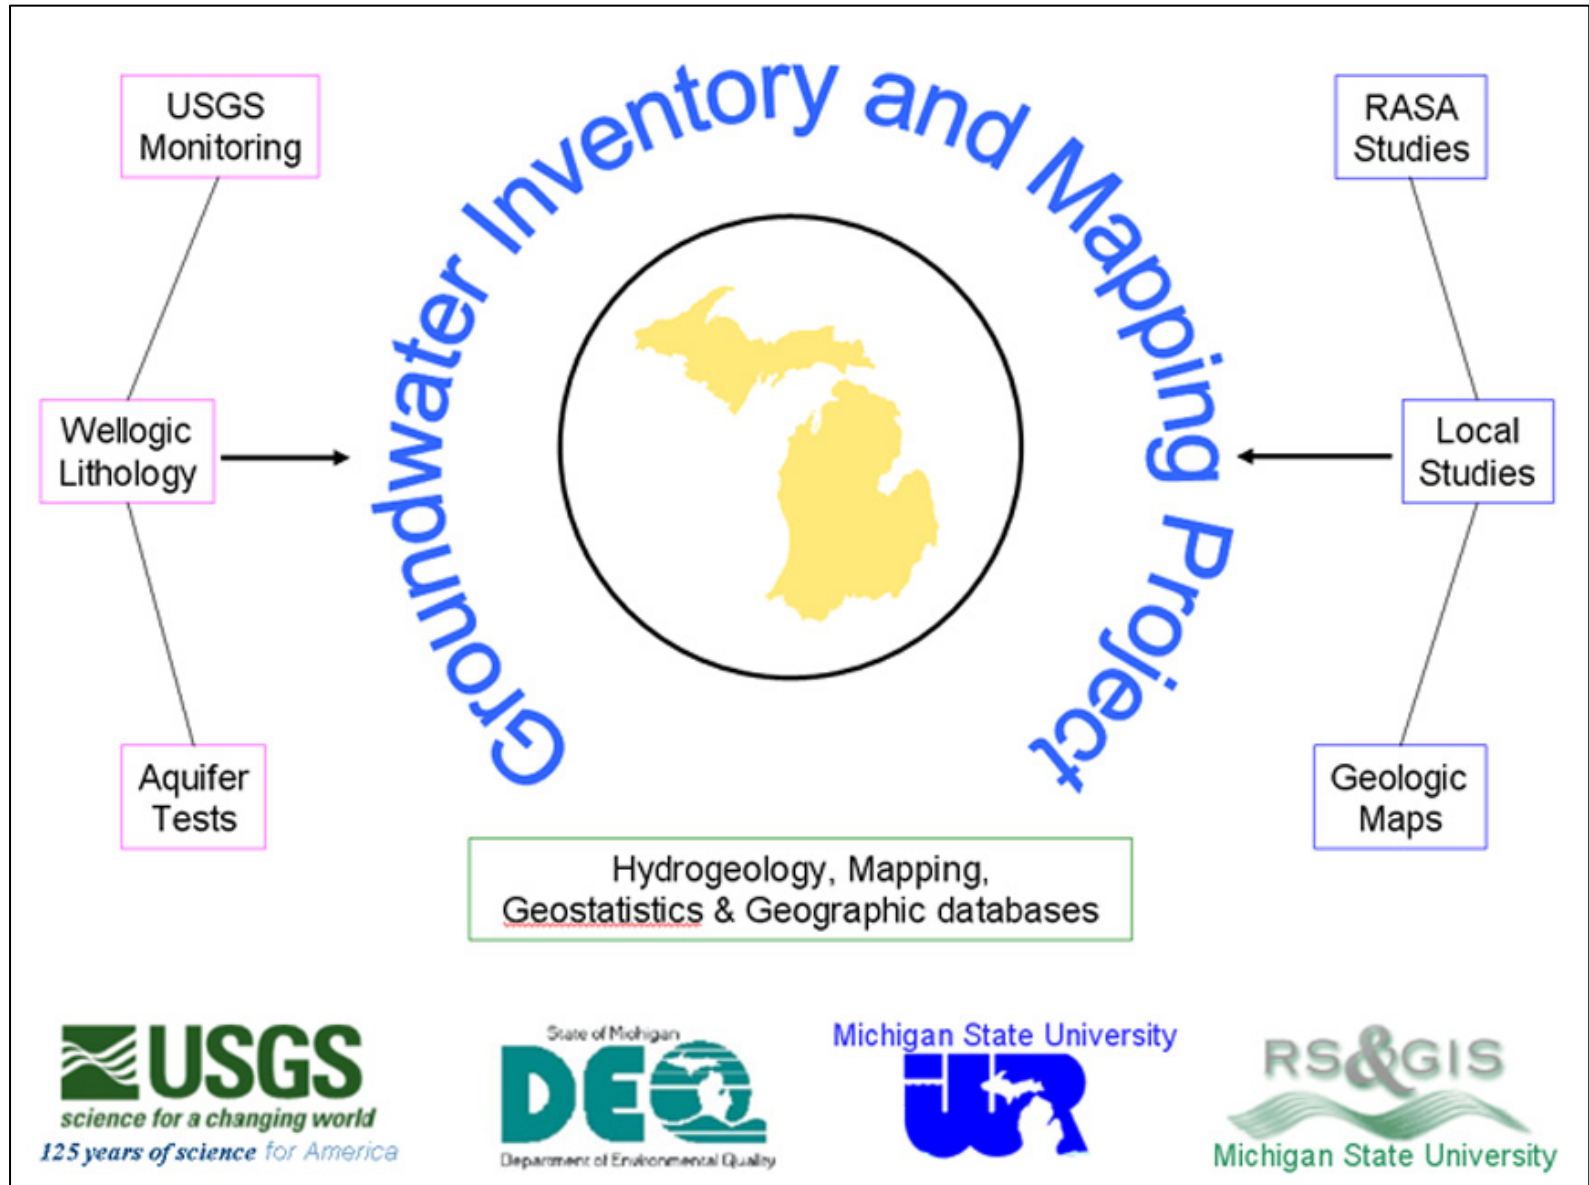 Groundwater Inventory and Mapping Project
USGS
Monitoring
Wellogic
Lithology
Aquifer
Tests
RASA
Studies
Local
Studies
Geologic
Maps
Hydrogeology, Mapping,
Geostatistics & Geographic databases
USGS
science for a changing world
125 years of science for America
State of Michigan
DEQ
Department of Environmental Quality
Michigan State University
RS&GIS
Michigan State University